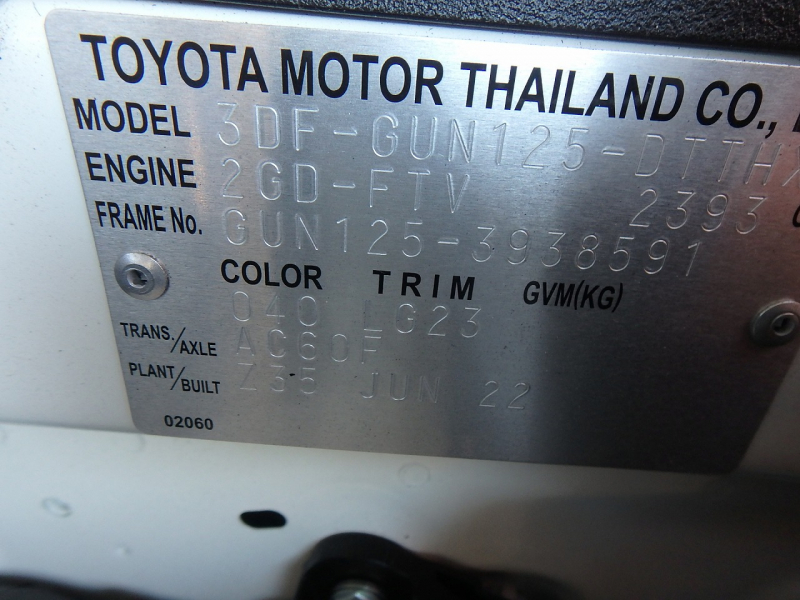 TOYOTA MOTOR THAILAND CO.,
MODEL 3DF-GUN125-DTTH
ENGINE 2GD-FTV 2393
FRAME No. GUN125-3938591
COLOR TRIM GVM(KG)
040 LG23
TRANS./AXLE AC60F
PLANT/BUILT Z35 JUN 22
02060